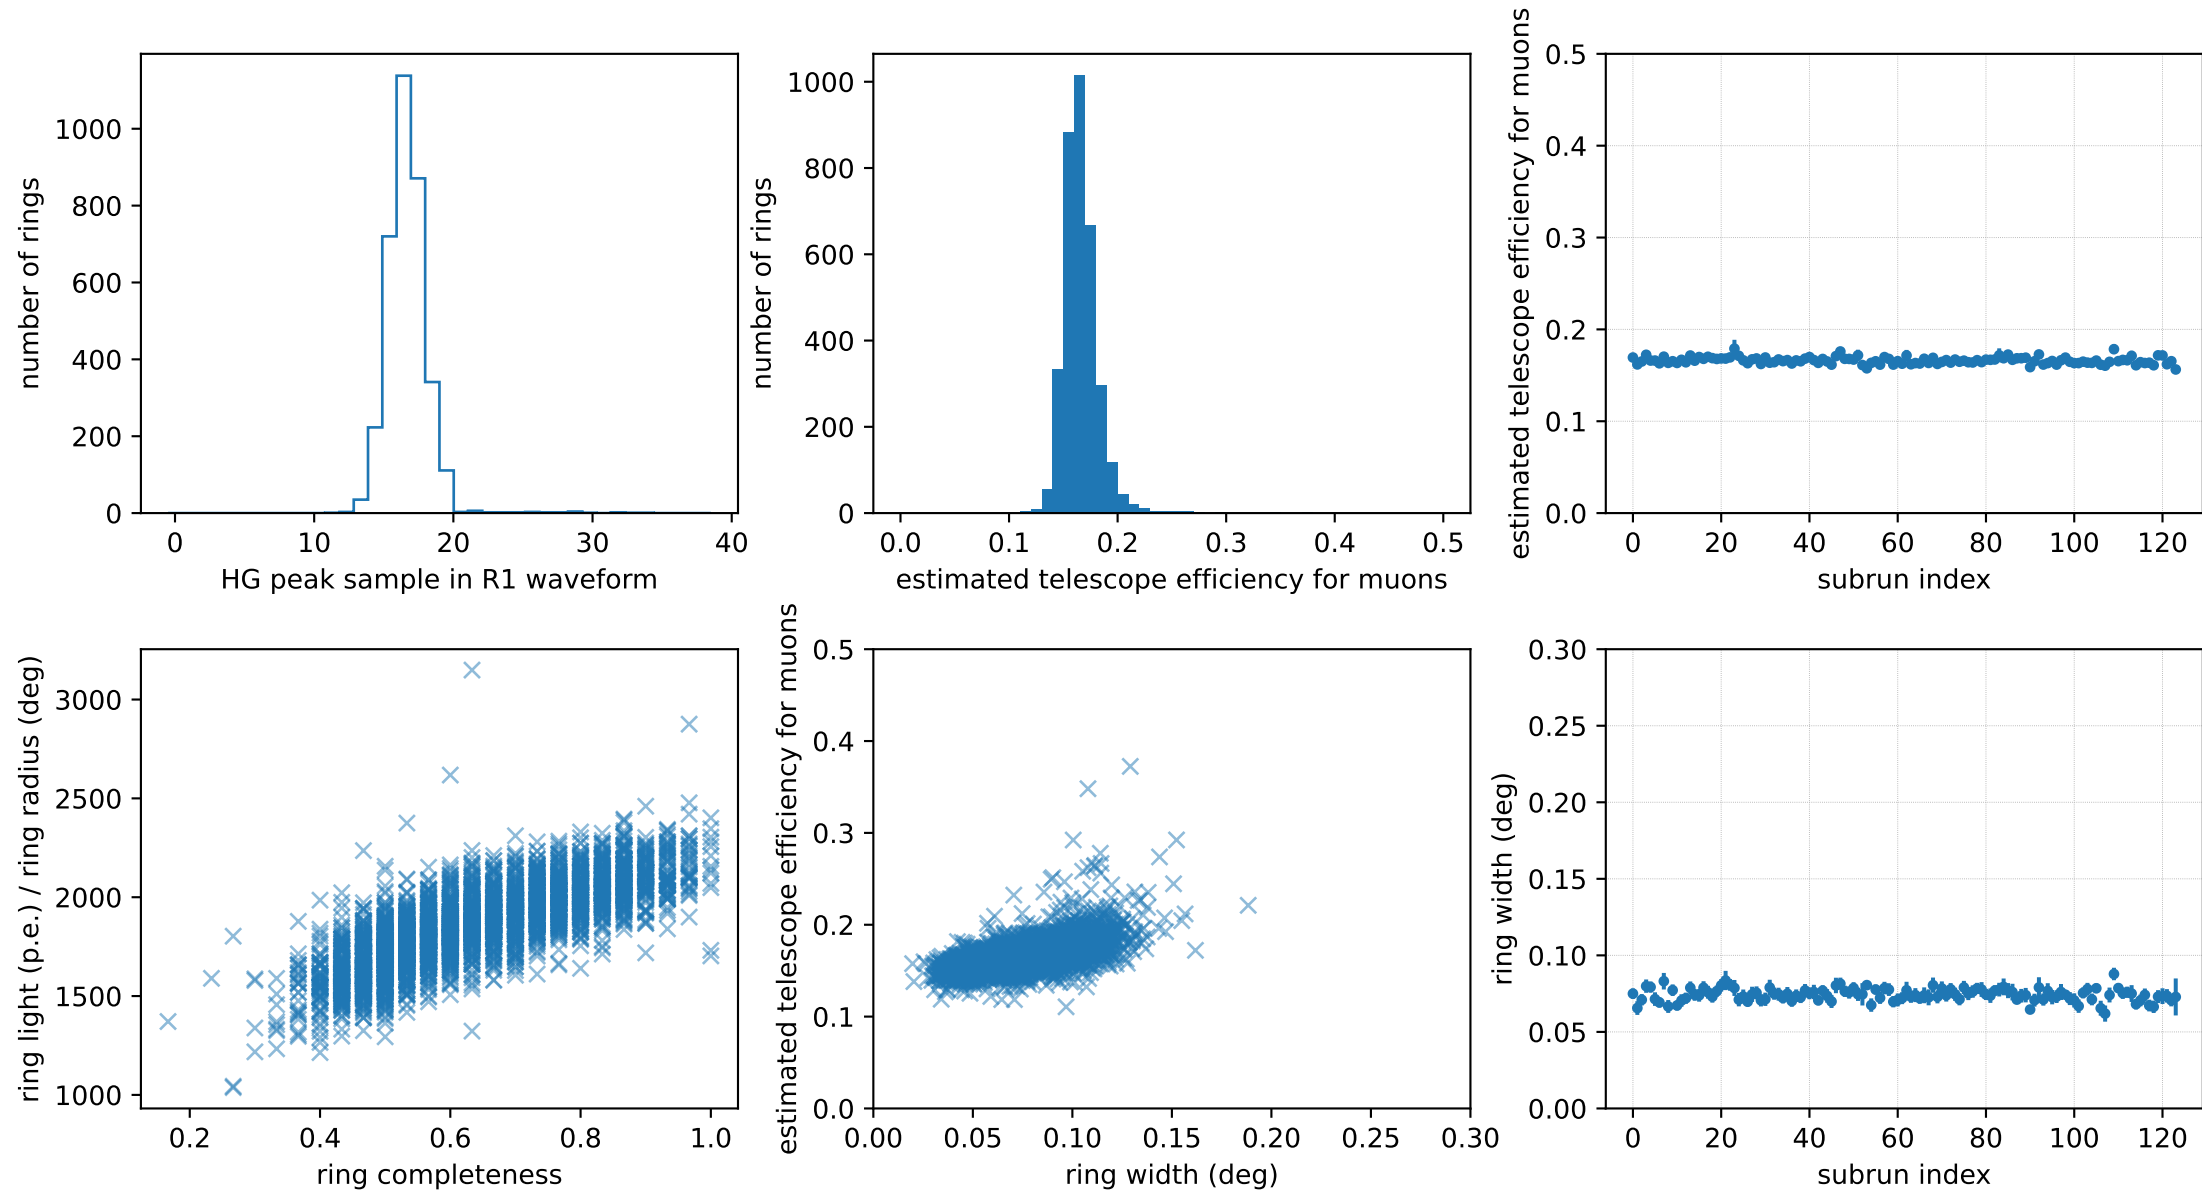 number of rings
1000
800
600
400
200
0
0 10 20 30 40
HG peak sample in R1 waveform
number of rings
1000
800
600
400
200
0
0.0 0.1 0.2 0.3 0.4 0.5
estimated telescope efficiency for muons
estimated telescope efficiency for muons
0.5
0.4
0.3
0.2
0.1
0.0
0 20 40 60 80 100 120
subrun index
ring light (p.e.) / ring radius (deg)
3000
2500
2000
1500
1000
0.2 0.4 0.6 0.8 1.0
ring completeness
estimated telescope efficiency for muons
0.5
0.4
0.3
0.2
0.1
0.0
0.00 0.05 0.10 0.15 0.20 0.25 0.30
ring width (deg)
ring width (deg)
0.30
0.25
0.20
0.15
0.10
0.05
0.00
0 20 40 60 80 100 120
subrun index